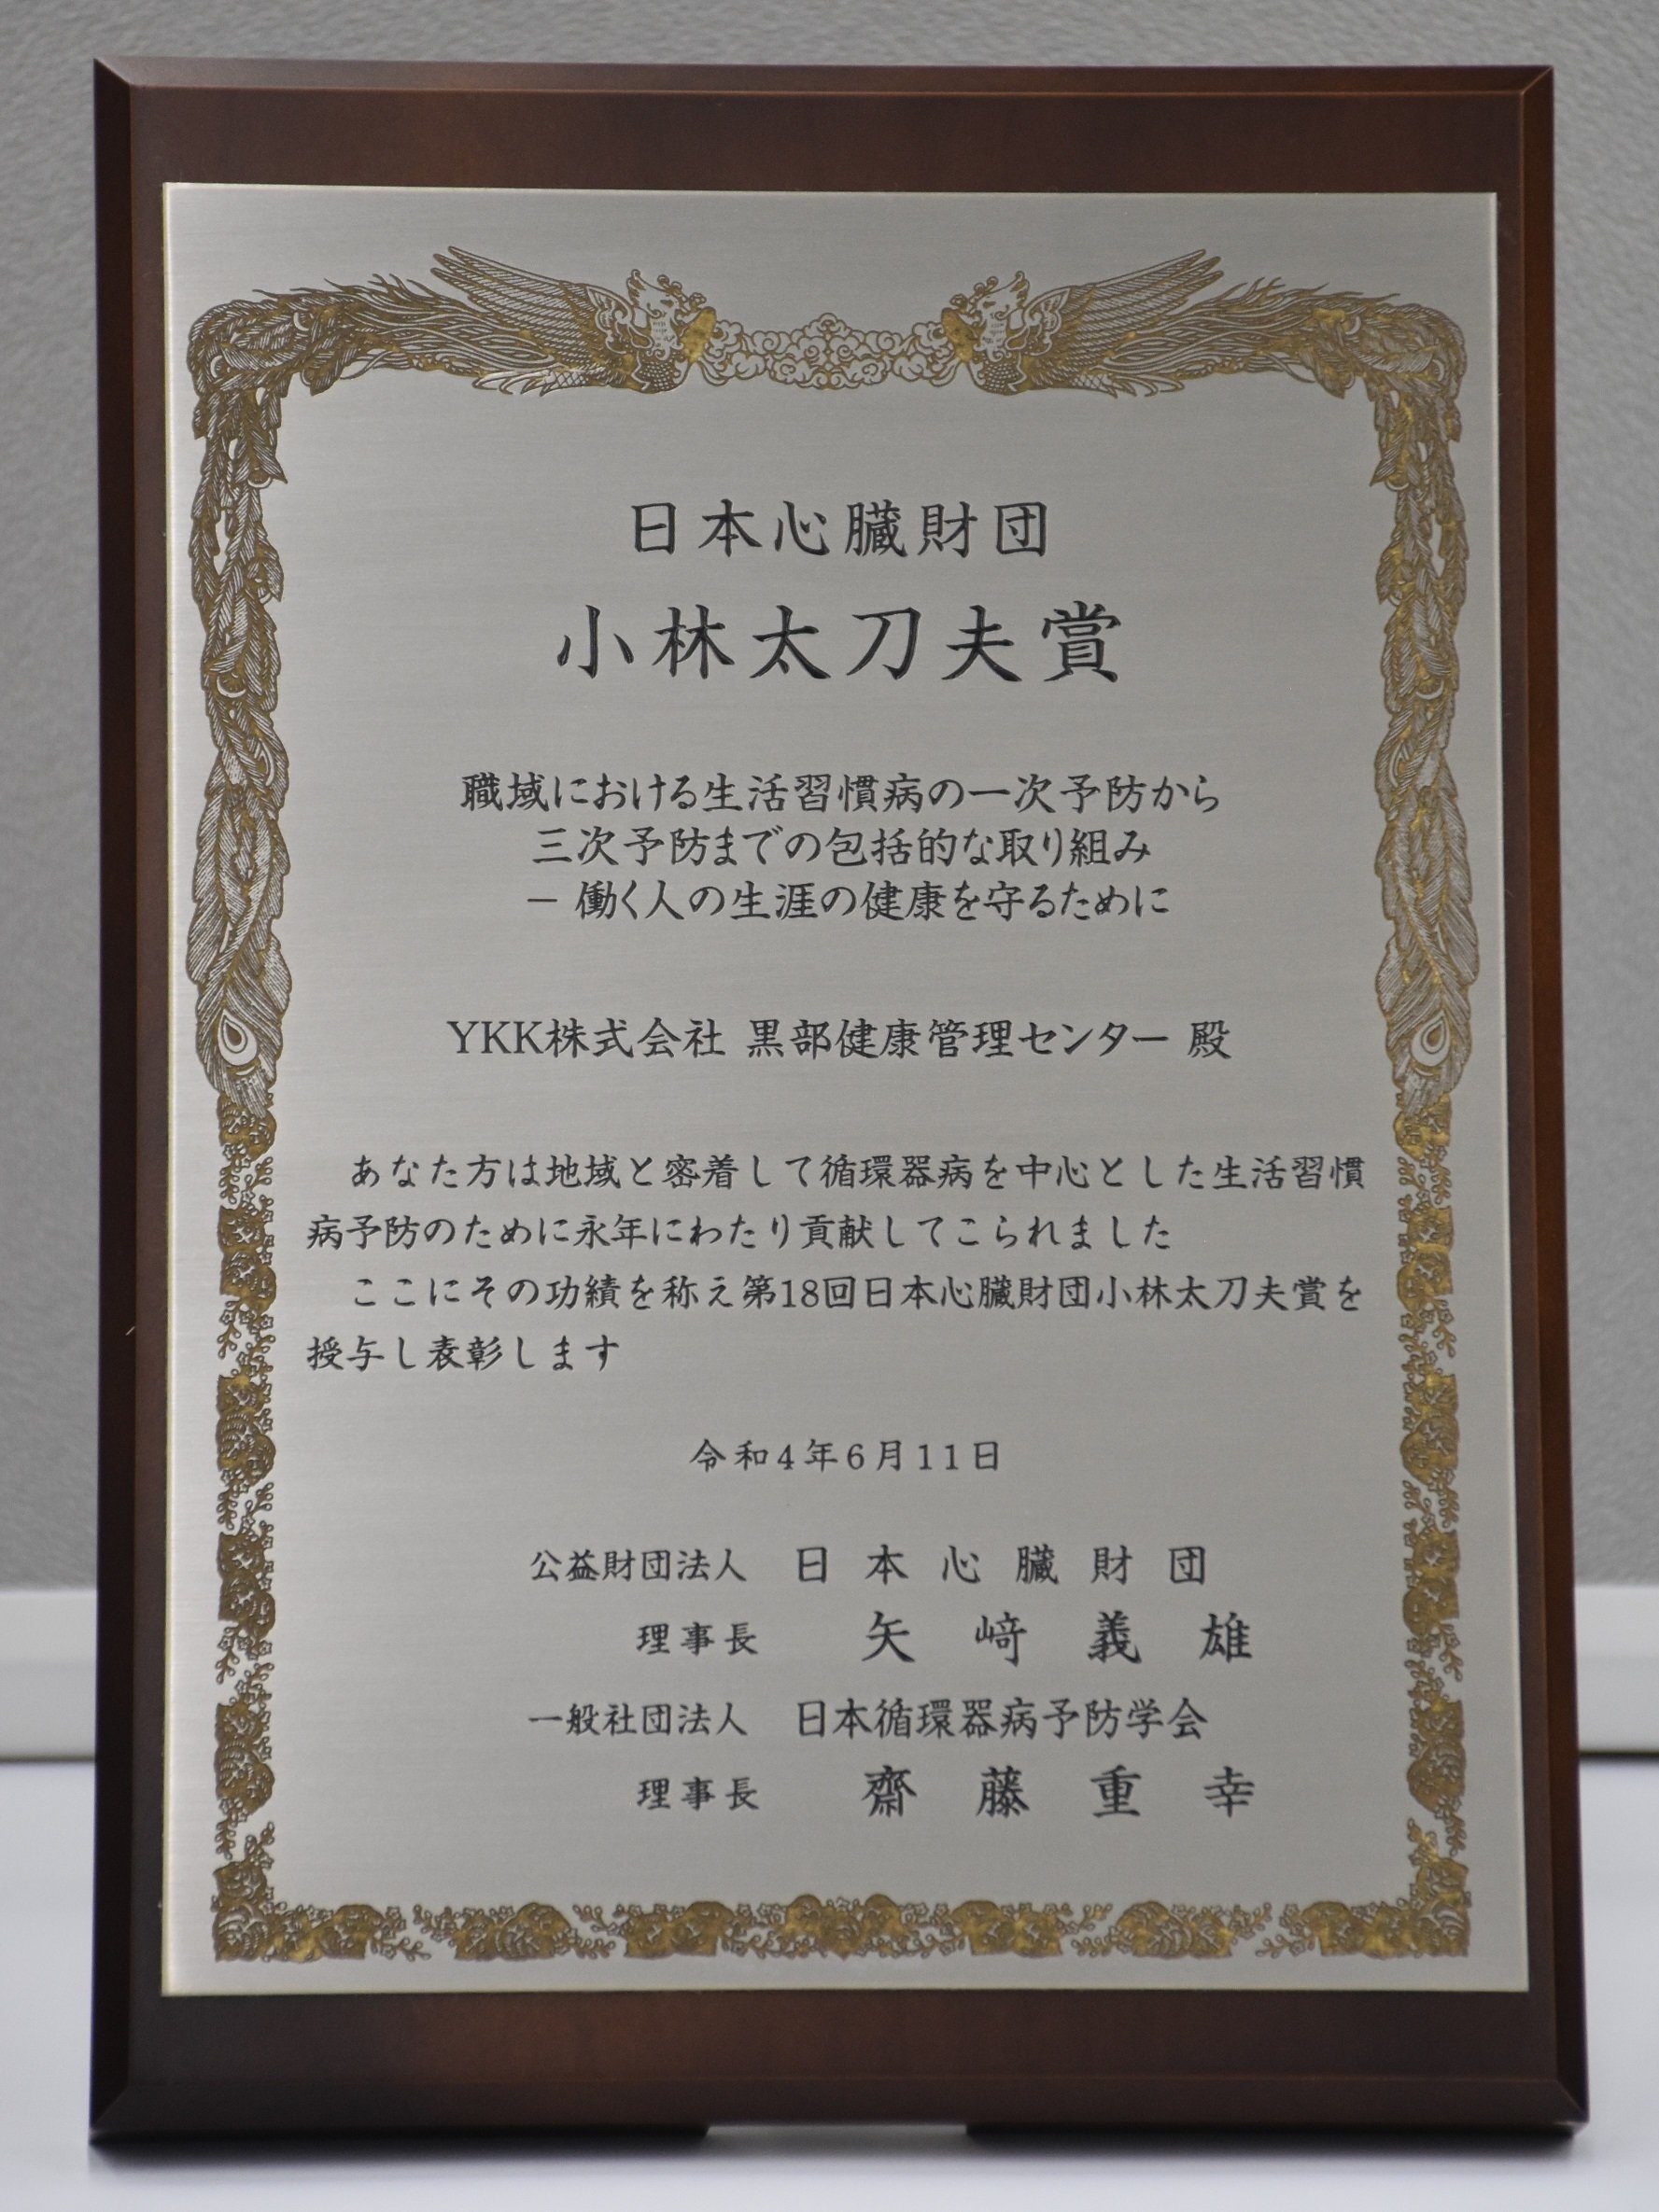 日本心臓財団
小林太刀夫賞
職域における生活習慣病の一次予防から
三次予防までの包括的な取り組み
－ 働く人の生涯の健康を守るために
YKK株式会社 黒部健康管理センター 殿
あなた方は地域と密着して循環器病を中心とした生活習慣
病予防のために永年にわたり貢献してこられました
ここにその功績を称え第18回日本心臓財団小林太刀夫賞を
授与し表彰します
令和4年6月11日
公益財団法人 日本心臓財団
理事長 矢﨑義雄
一般社団法人 日本循環器病予防学会
理事長 齋藤重幸